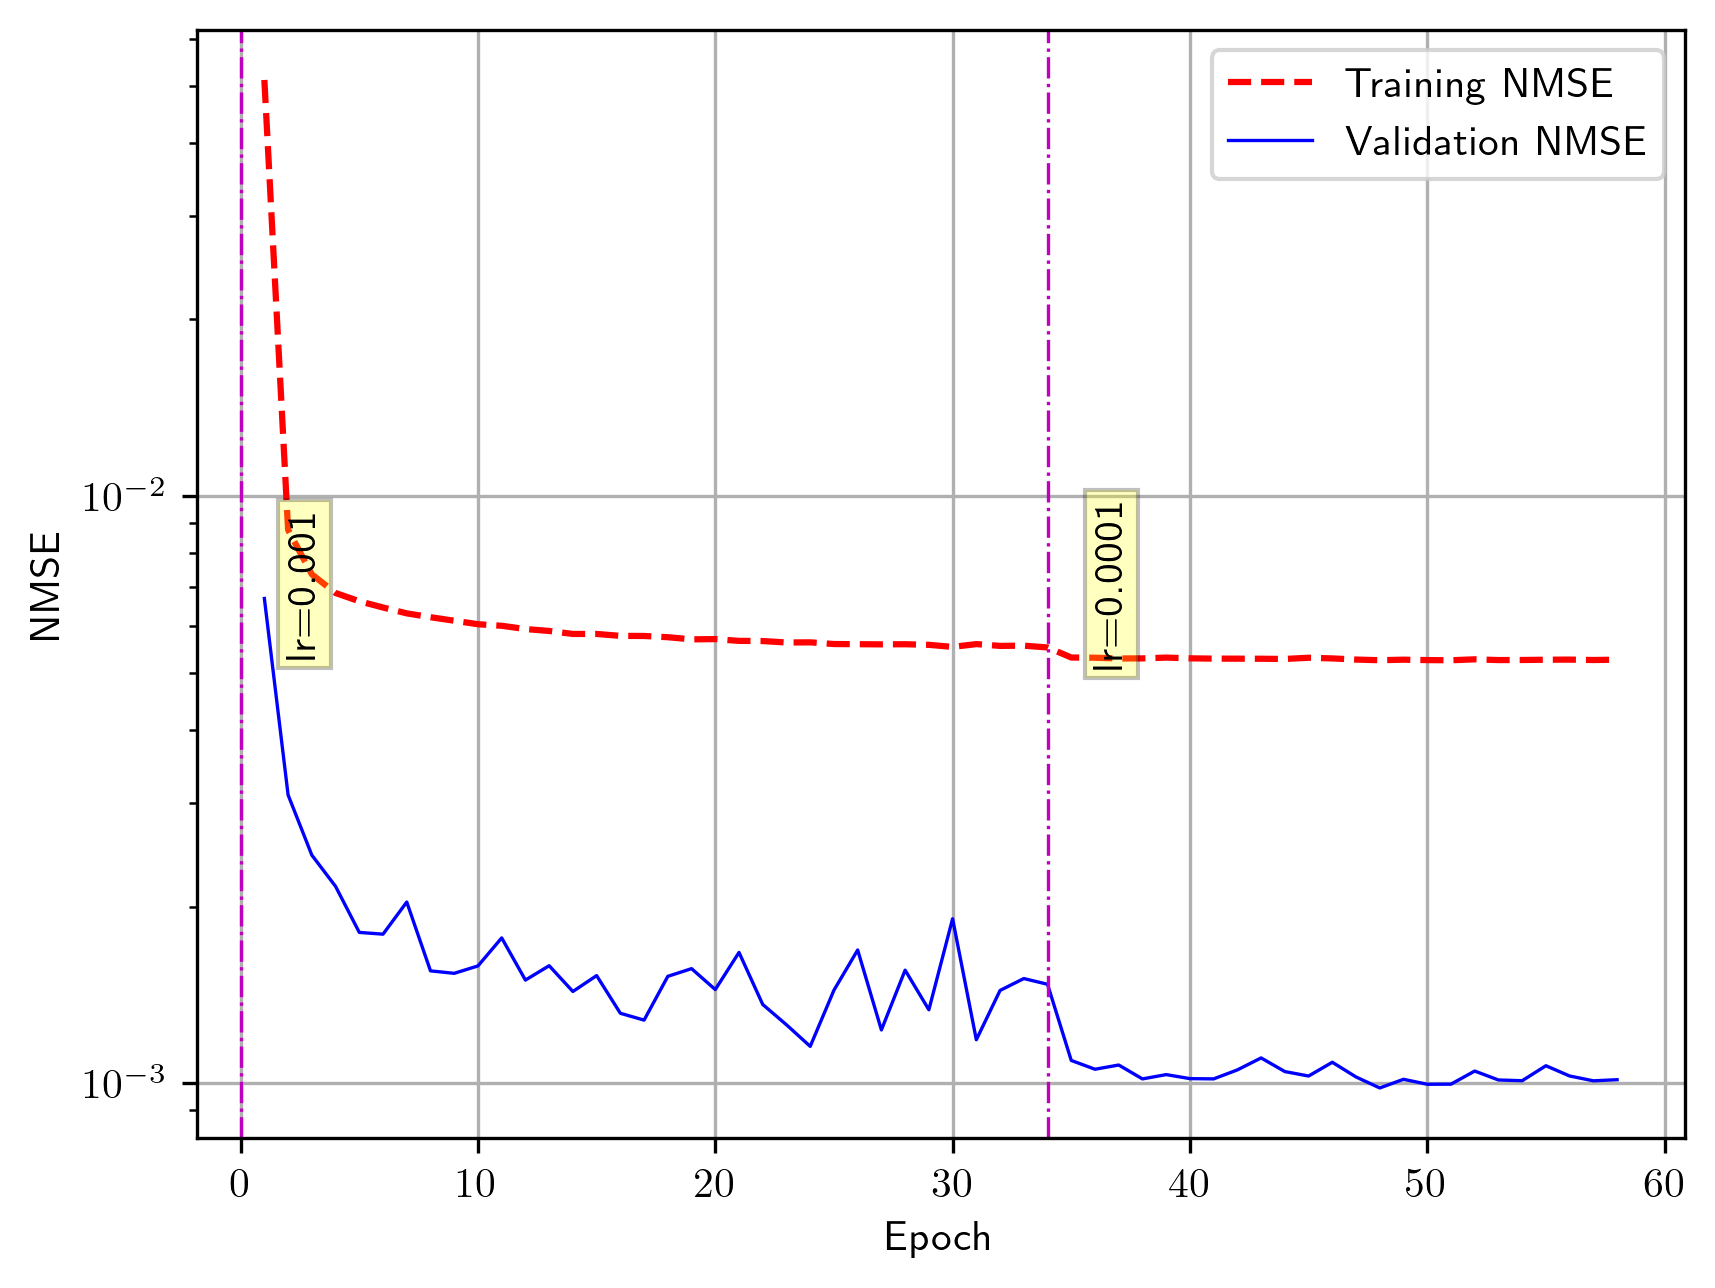 Training NMSE
Validation NMSE
NMSE
10⁻²
10⁻³
lr=0.001
lr=0.0001
0 10 20 30 40 50 60
Epoch